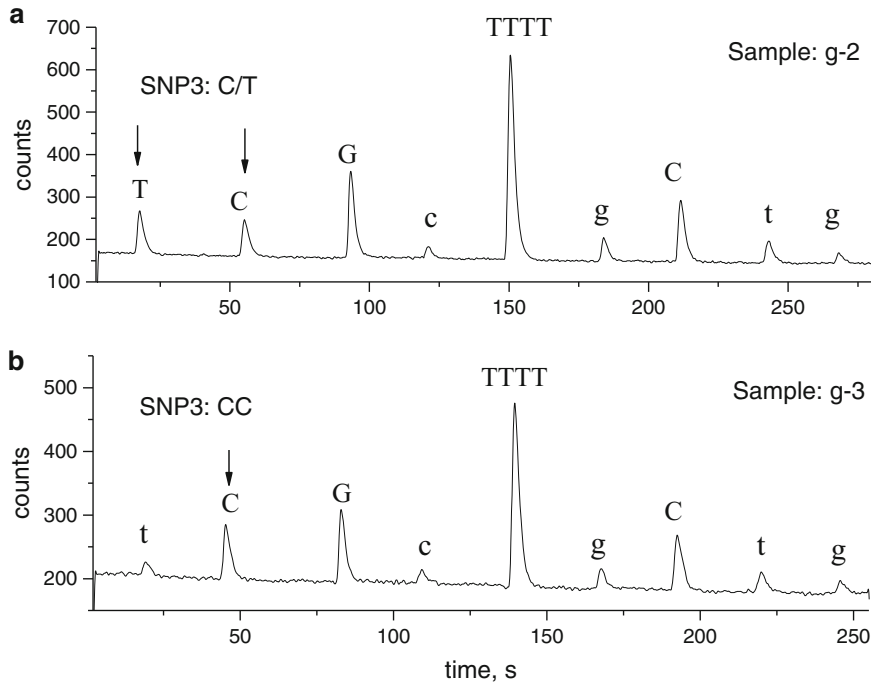 a
700
600
500
400
300
200
100
counts
SNP3: C/T
Sample: g-2
T
C
G
c
TTTT
g
C
t
g
50
100
150
200
250
b
500
400
300
200
counts
SNP3: CC
Sample: g-3
t
C
G
c
TTTT
g
C
t
g
50
100
150
200
250
time, s